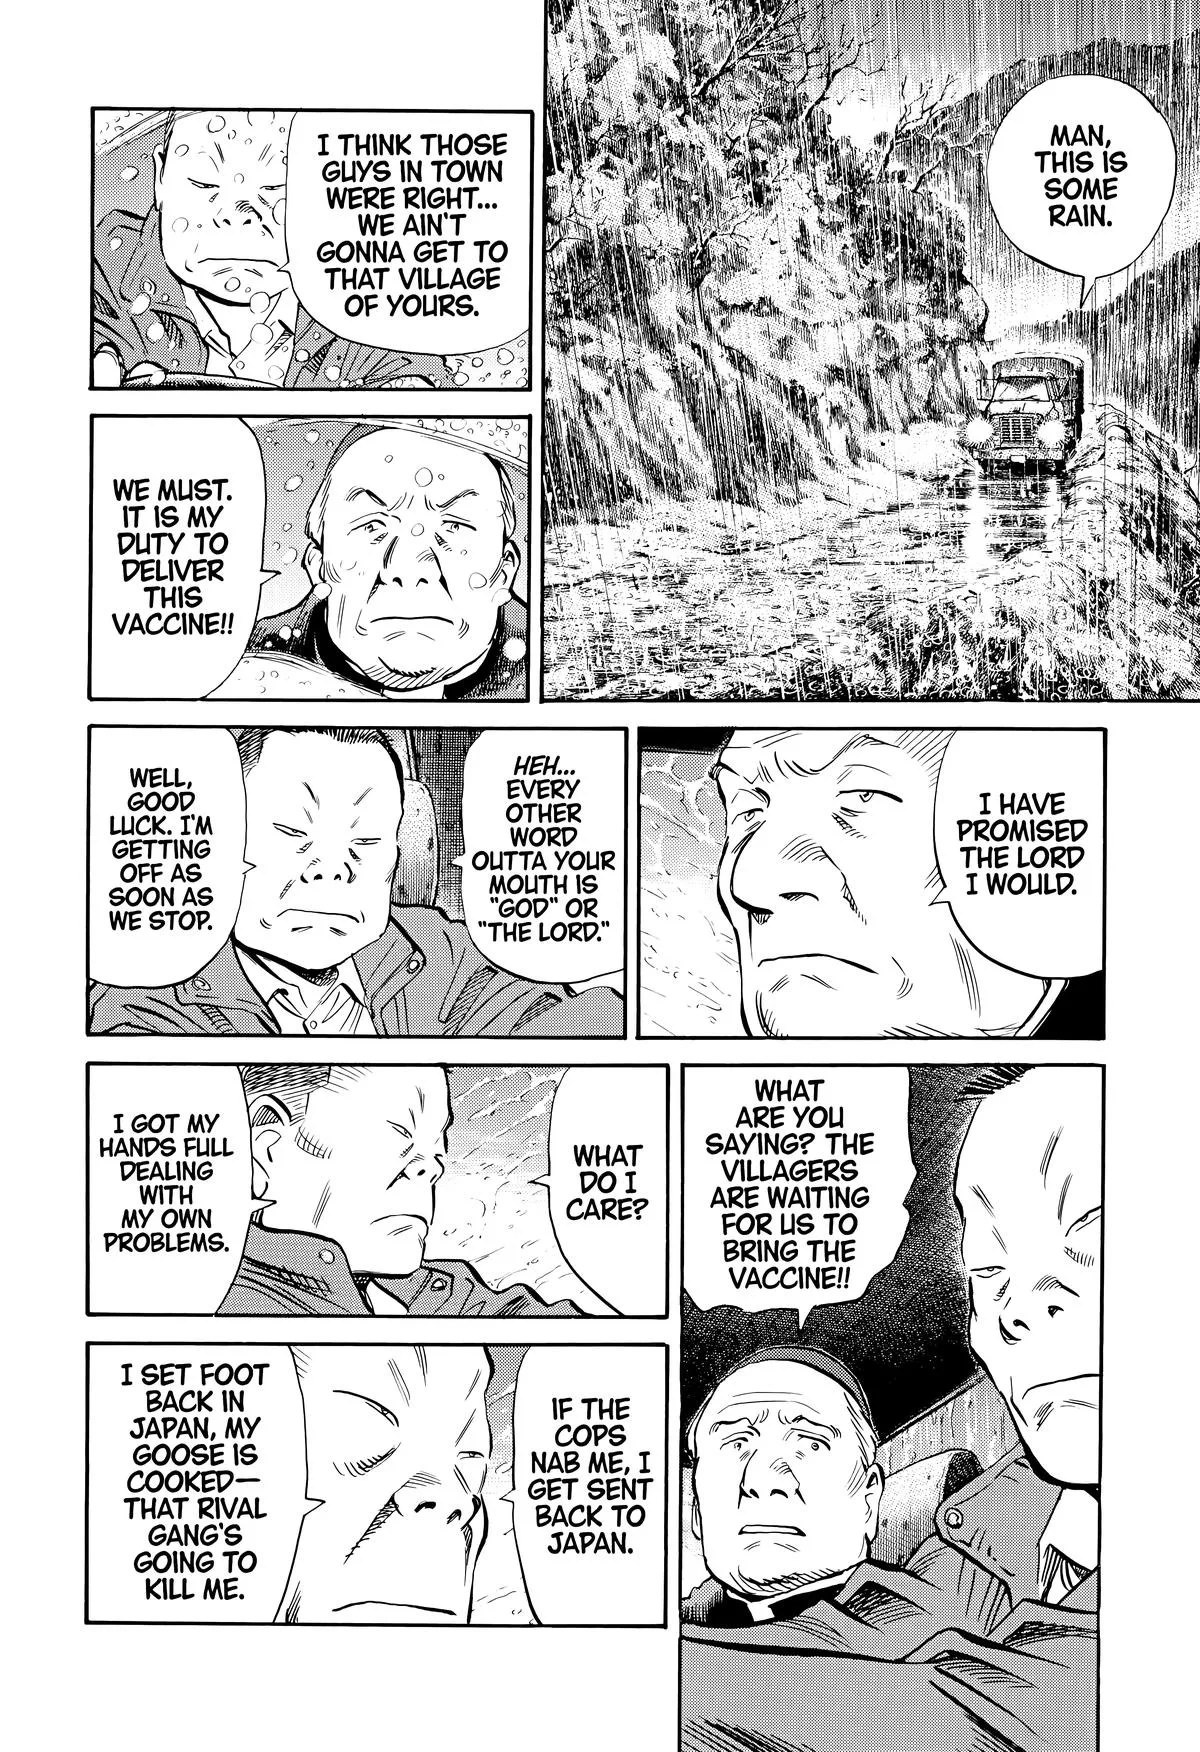 MAN,
THIS IS
SOME
RAIN.
I THINK THOSE
GUYS IN TOWN
WERE RIGHT...
WE AIN'T
GONNA GET TO
THAT VILLAGE
OF YOURS.
WE MUST.
IT IS MY
DUTY TO
DELIVER
THIS
VACCINE!!
I HAVE
PROMISED
THE LORD
I WOULD.
HEH...
EVERY
OTHER
WORD
OUTTA YOUR
MOUTH IS
"GOD" OR
"THE LORD."
WELL,
GOOD
LUCK. I'M
GETTING
OFF AS
SOON AS
WE STOP.
WHAT
ARE YOU
SAYING? THE
VILLAGERS
ARE WAITING
FOR US TO
BRING THE
VACCINE!!
WHAT
DO I
CARE?
I GOT MY
HANDS FULL
DEALING
WITH
MY OWN
PROBLEMS.
IF THE
COPS
NAB ME, I
GET SENT
BACK TO
JAPAN.
I SET FOOT
BACK IN
JAPAN, MY
GOOSE IS
COOKED—
THAT RIVAL
GANG'S
GOING TO
KILL ME.